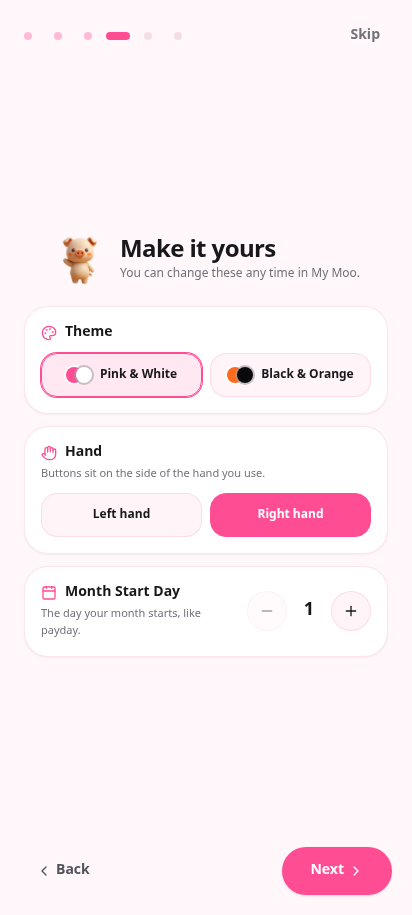 Skip
Make it yours
You can change these any time in My Moo.
Theme
Pink & White
Black & Orange
Hand
Buttons sit on the side of the hand you use.
Left hand
Right hand
Month Start Day
The day your month starts, like
payday.
1
Back
Next